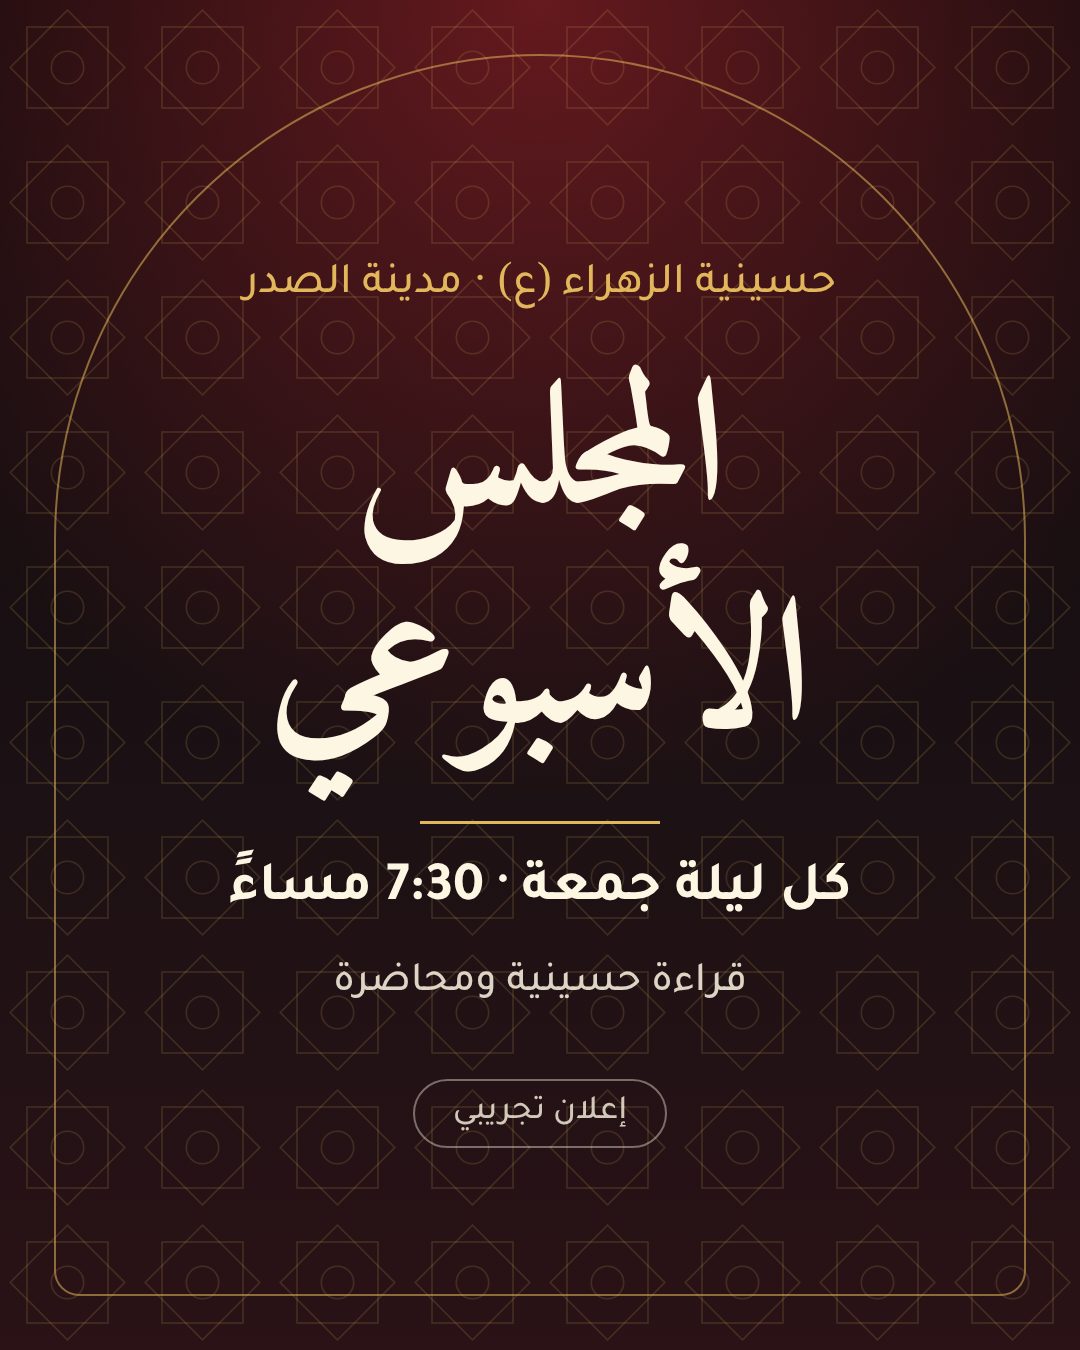 حسينية الزهراء (ع) · مدينة الصدر
المجلس
الأسبوعي
كل ليلة جمعة · 7:30 مساءً
قراءة حسينية ومحاضرة
إعلان تجريبي